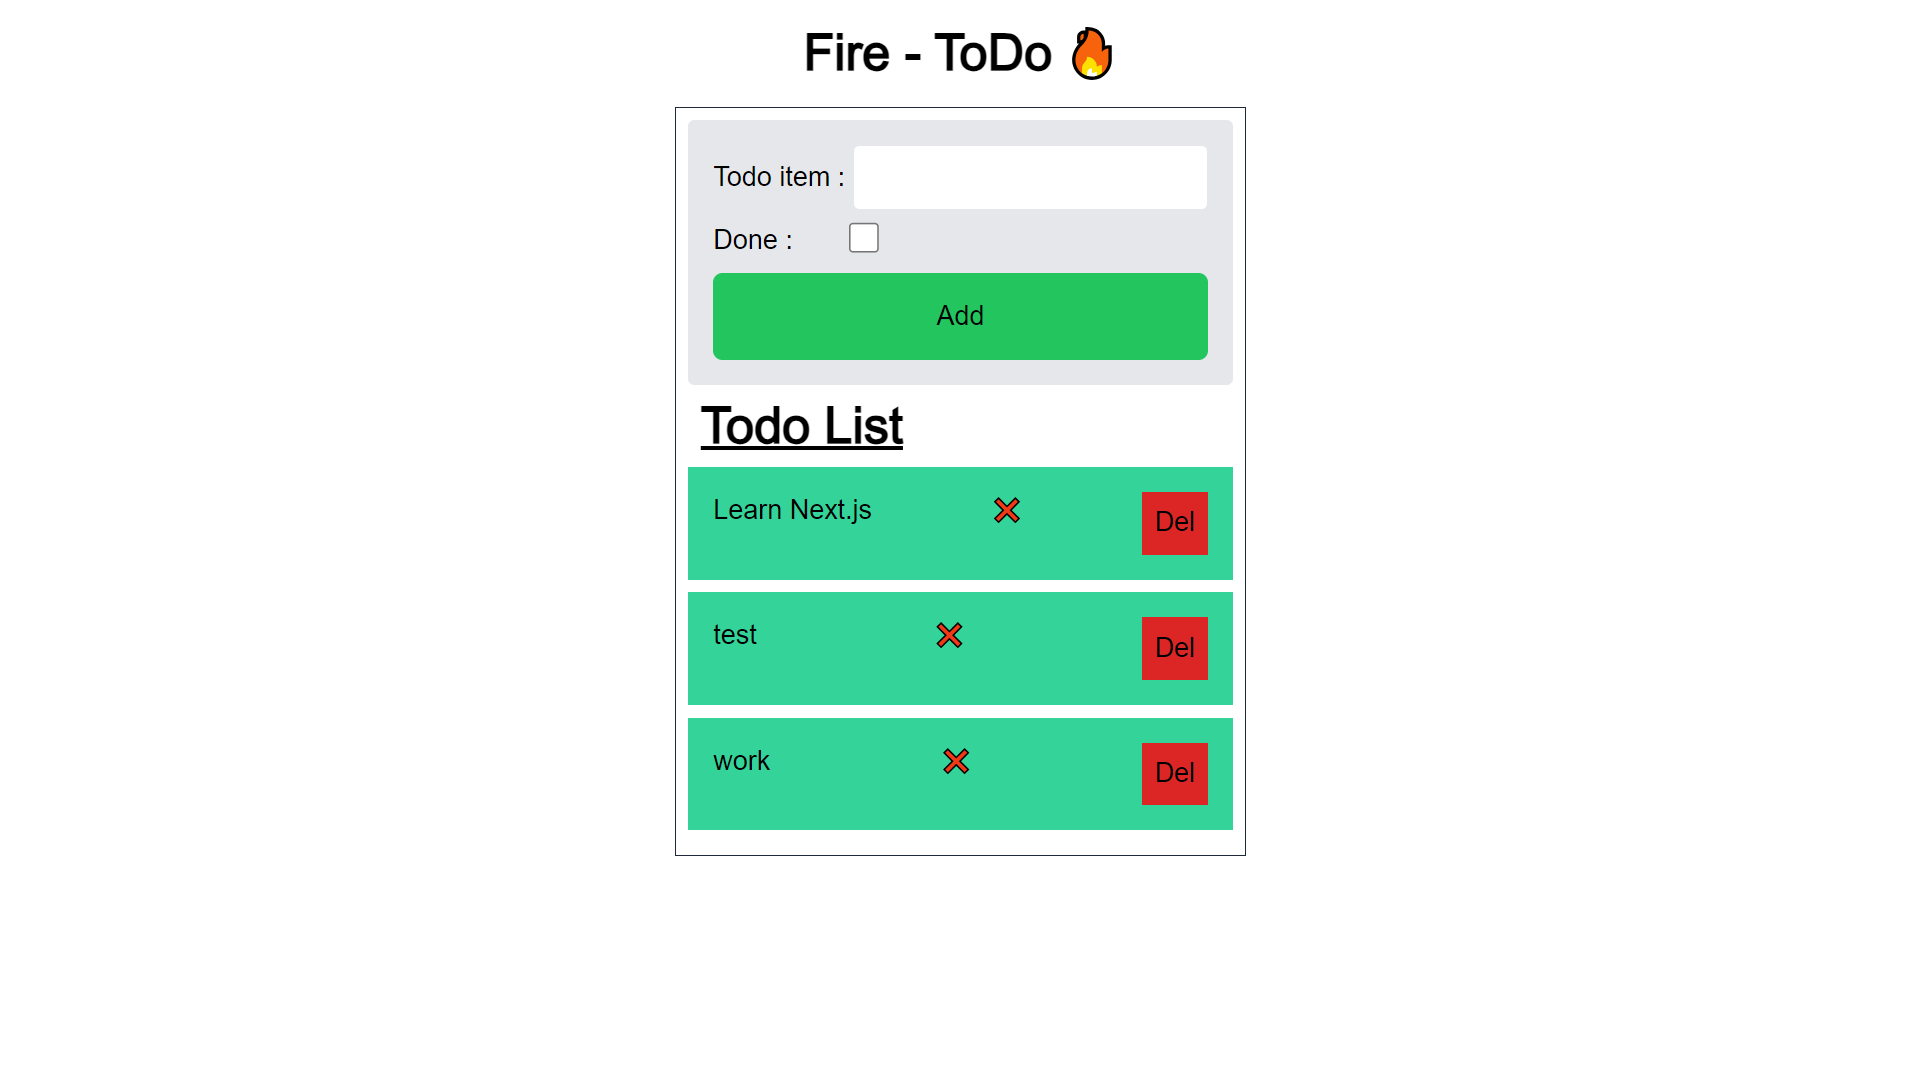 Fire - ToDo 🔥
Todo item :
Done :
Add
Todo List
Learn Next.js ❌ Del
test ❌ Del
work ❌ Del